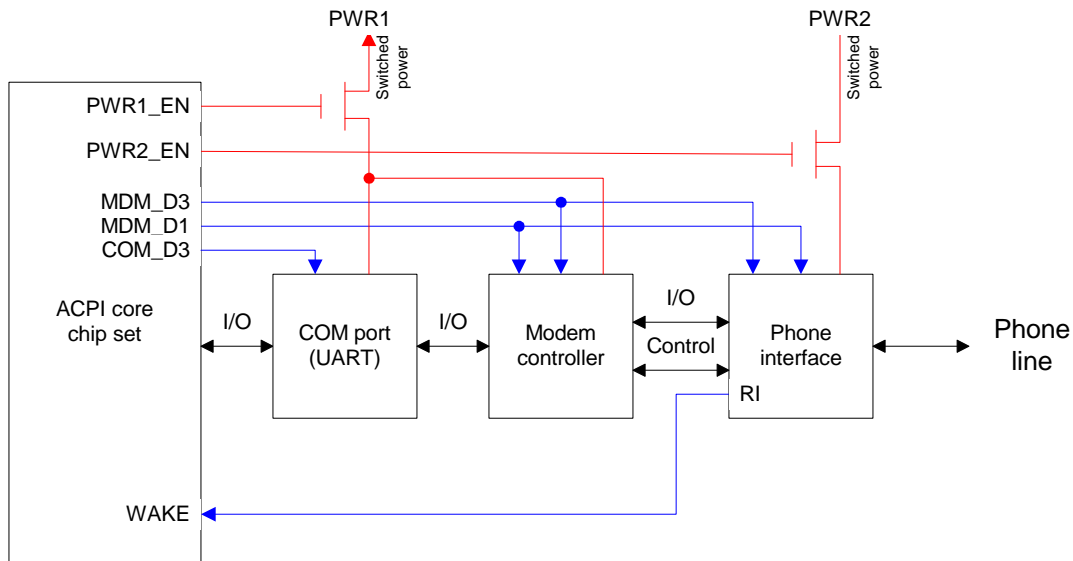 PWR1
PWR2
Switched
power
Switched
power
PWR1_EN
PWR2_EN
MDM_D3
MDM_D1
COM_D3
ACPI core
chip set
I/O
COM port
(UART)
I/O
Modem
controller
I/O
Control
Phone
interface
RI
Phone
line
WAKE